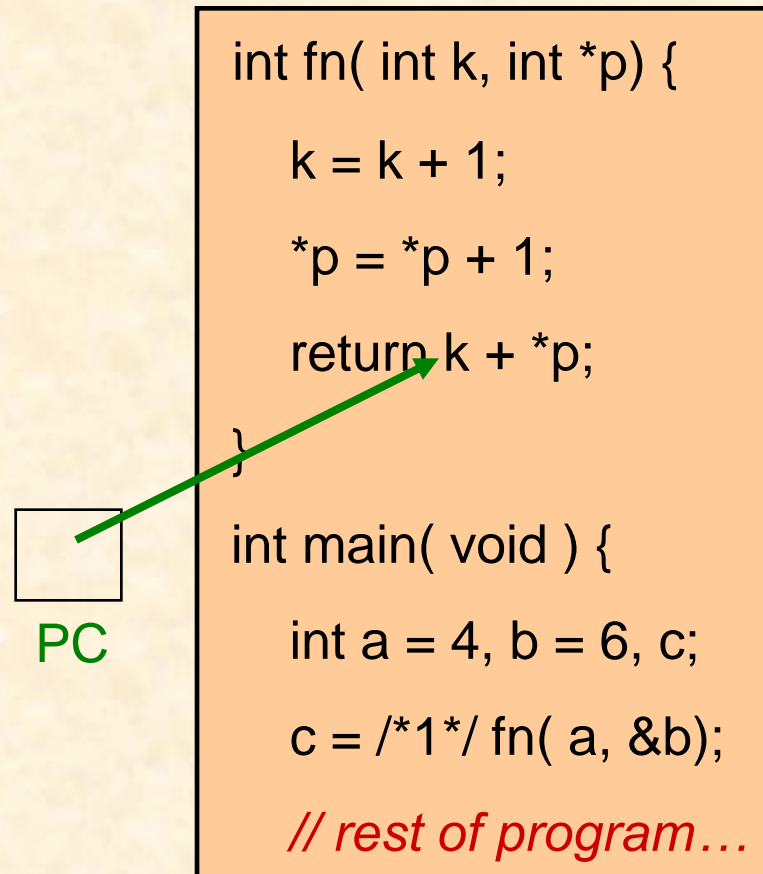 int fn( int k, int *p) {
k = k + 1;
*p = *p + 1;
return k + *p;
}
int main( void ) {
PC
int a = 4, b = 6, c;
c = /*1*/ fn( a, &b);
// rest of program…